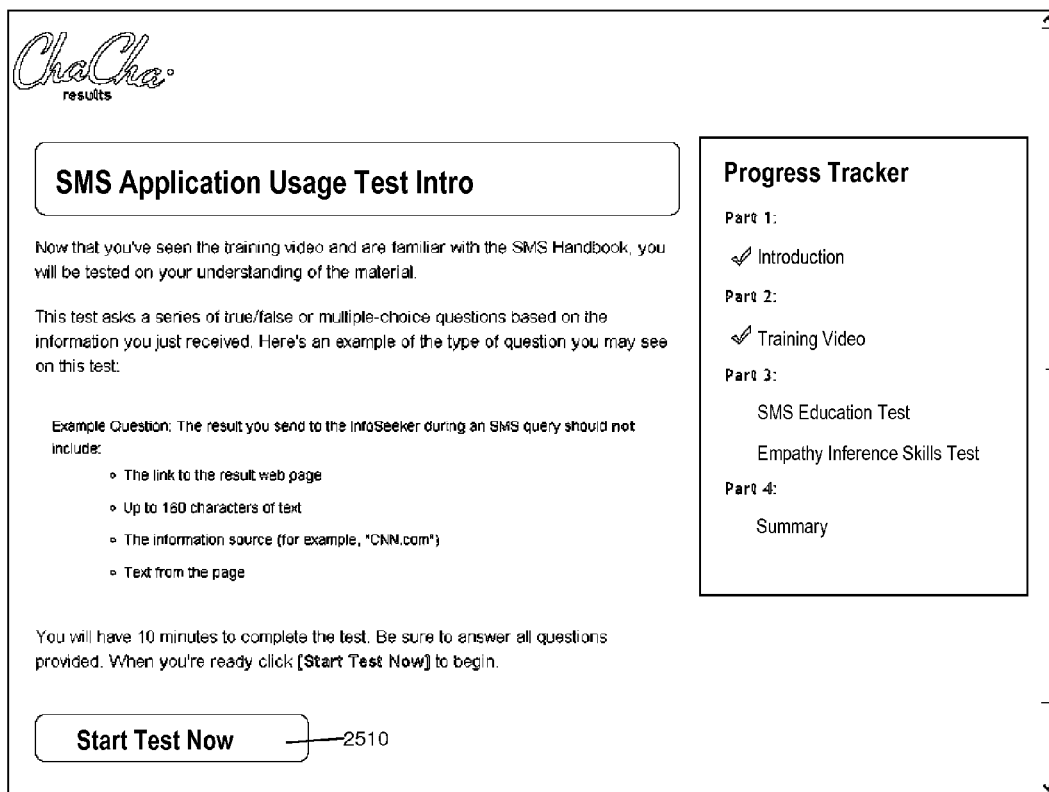 ChaCha
results
SMS Application Usage Test Intro
Now that you've seen the training video and are familiar with the SMS Handbook, you
will be tested on your understanding of the material.
This test asks a series of true/false or multiple-choice questions based on the
information you just received. Here's an example of the type of question you may see
on this test:
Example Question: The result you send to the InfoSeeker during an SMS query should not
include:
The link to the result web page
Up to 160 characters of text
The information source (for example, "CNN.com")
Text from the page
You will have 10 minutes to complete the test. Be sure to answer all questions
provided. When you're ready click [Start Test Now] to begin.
Start Test Now
2510
Progress Tracker
Part 1:
Introduction
Part 2:
Training Video
Part 3:
SMS Education Test
Empathy Inference Skills Test
Part 4:
Summary